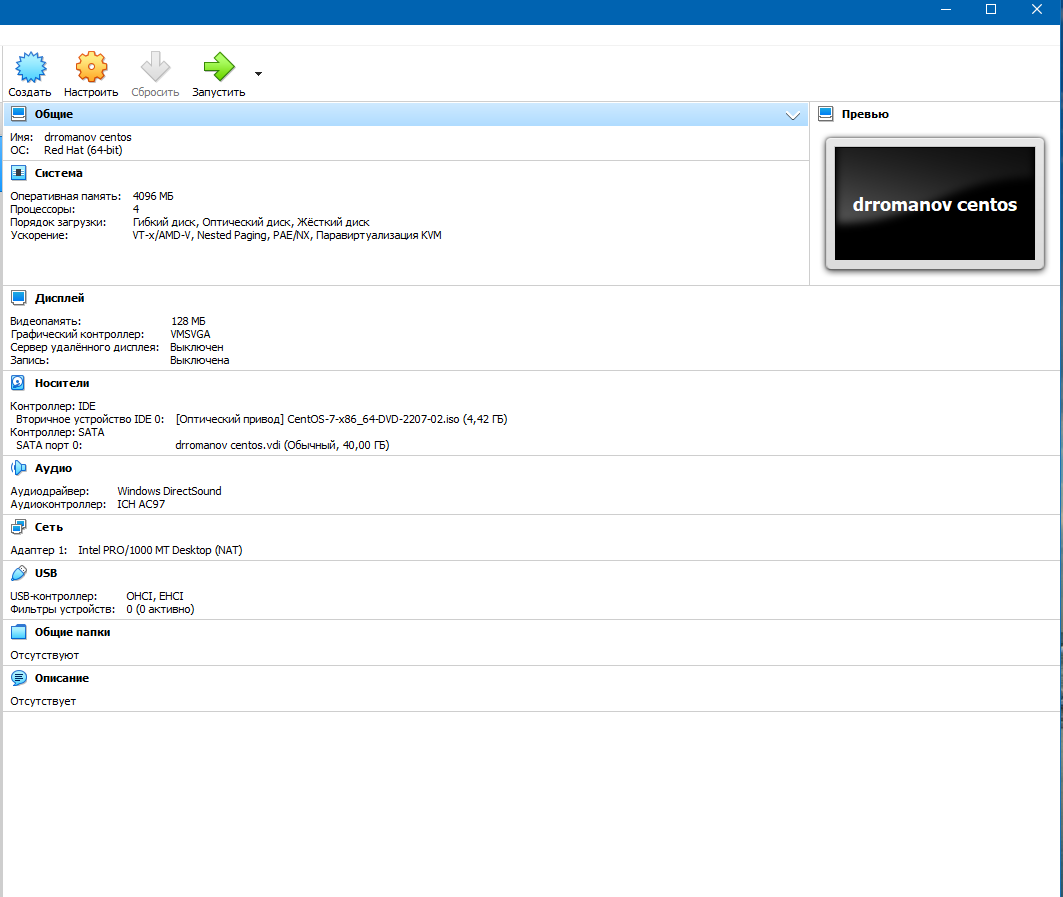 Создать Настроить Сбросить Запустить
Общие
Имя: drromanov centos
ОС: Red Hat (64-bit)
Превью
drromanov centos
Система
Оперативная память: 4096 МБ
Процессоры: 4
Порядок загрузки: Гибкий диск, Оптический диск, Жёсткий диск
Ускорение: VT-x/AMD-V, Nested Paging, PAE/NX, Паравиртуализация KVM
Дисплей
Видеопамять: 128 МБ
Графический контроллер: VMSVGA
Сервер удалённого дисплея: Выключен
Запись: Выключена
Носители
Контроллер: IDE
Вторичное устройство IDE 0: [Оптический привод] CentOS-7-x86_64-DVD-2207-02.iso (4,42 ГБ)
Контроллер: SATA
SATA порт 0: drromanov centos.vdi (Обычный, 40,00 ГБ)
Аудио
Аудиодрайвер: Windows DirectSound
Аудиоконтроллер: ICH AC97
Сеть
Адаптер 1: Intel PRO/1000 MT Desktop (NAT)
USB
USB-контроллер: OHCI, EHCI
Фильтры устройств: 0 (0 активно)
Общие папки
Отсутствуют
Описание
Отсутствует